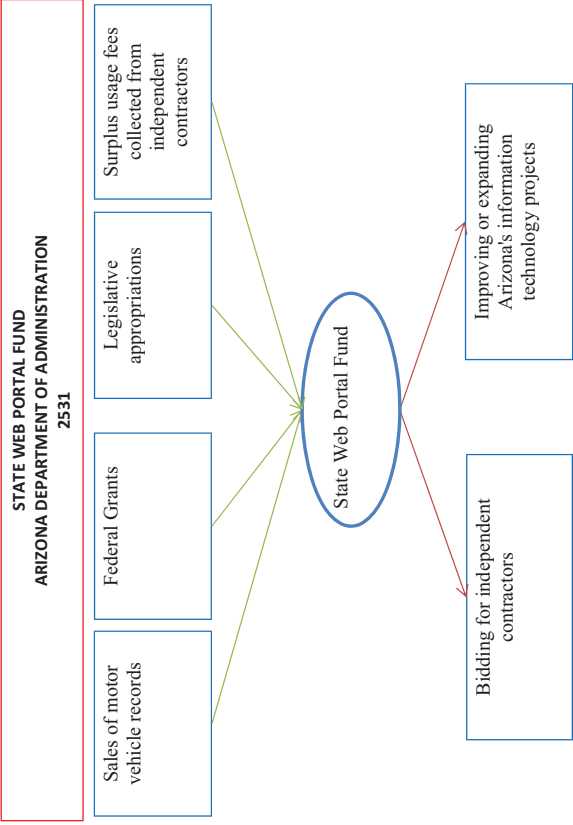 STATE WEB PORTAL FUND
ARIZONA DEPARTMENT OF ADMINISTRATION
2531
Sales of motor
vehicle records
Federal Grants
Legislative
appropriations
Surplus usage fees
collected from
independent
contractors
State Web Portal Fund
Bidding for independent
contractors
Improving or expanding
Arizona's information
technology projects